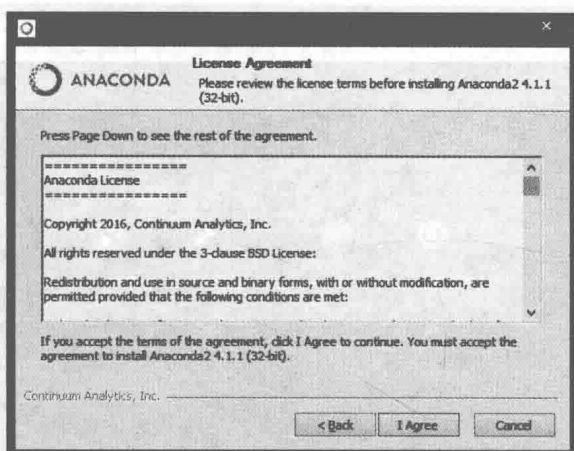 ANACONDA
License Agreement
Please review the license terms before installing Anaconda2 4.1.1
(32-bit).
Press Page Down to see the rest of the agreement.
================
Anaconda License
================
Copyright 2016, Continuum Analytics, Inc.
All rights reserved under the 3-clause BSD License:
Redistribution and use in source and binary forms, with or without modification, are
permitted provided that the following conditions are met:
If you accept the terms of the agreement, click I Agree to continue. You must accept the
agreement to install Anaconda2 4.1.1 (32-bit).
Continuum Analytics, Inc.
< Back I Agree Cancel